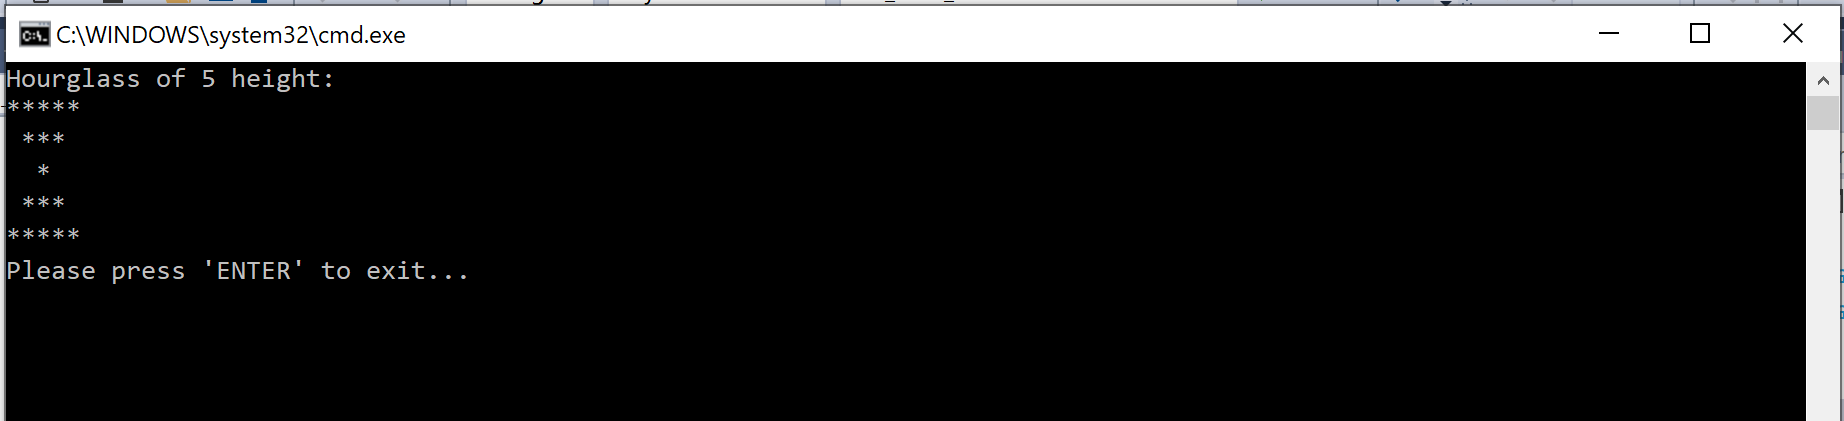 C:\WINDOWS\system32\cmd.exe
Hourglass of 5 height:
*****
 ***
  *
 ***
*****
Please press 'ENTER' to exit...